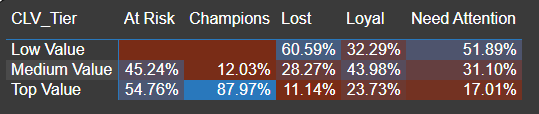 CLV_Tier At Risk Champions Lost Loyal Need Attention
Low Value 60.59% 32.29% 51.89%
Medium Value 45.24% 12.03% 28.27% 43.98% 31.10%
Top Value 54.76% 87.97% 11.14% 23.73% 17.01%